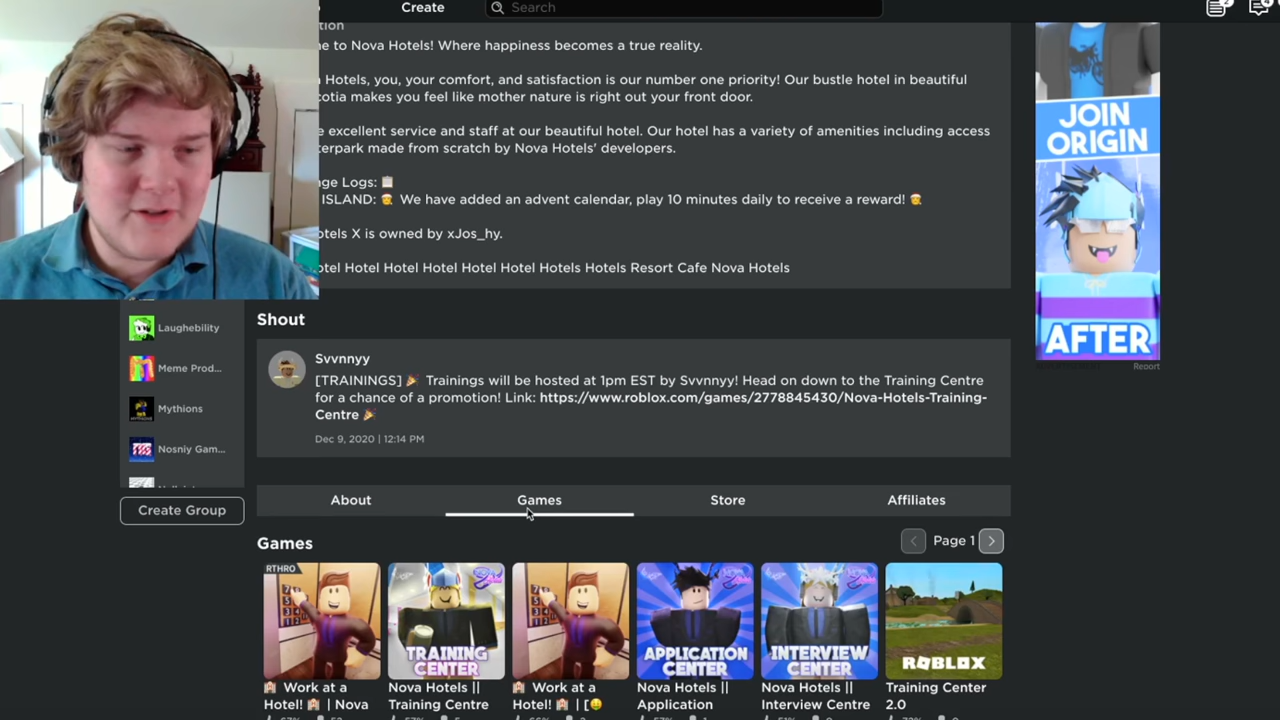 Create
Search
2
JOIN
ORIGIN
AFTER
Report
e to Nova Hotels! Where happiness becomes a true reality.
Hotels, you, your comfort, and satisfaction is our number one priority! Our bustle hotel in beautiful
cotia makes you feel like mother nature is right out your front door.
e excellent service and staff at our beautiful hotel. Our hotel has a variety of amenities including access
terpark made from scratch by Nova Hotels' developers.
nge Logs: 📋
ISLAND: 🎅 We have added an advent calendar, play 10 minutes daily to receive a reward! 🎅
otels X is owned by xJos_hy.
otel Hotel Hotel Hotel Hotel Hotel Hotels Hotels Resort Cafe Nova Hotels
Laughebility
Meme Prod...
Mythions
Nosniy Gam...
Create Group
Shout
Svvnnyy
[TRAININGS] 🎉 Trainings will be hosted at 1pm EST by Svvnnyy! Head on down to the Training Centre
for a chance of a promotion! Link: https://www.roblox.com/games/2778845430/Nova-Hotels-Training-
Centre 🎉
Dec 9, 2020 | 12:14 PM
About Games Store Affiliates
Games
Page 1
RTHRO
TRAINING
CENTER
APPLICATION
CENTER
INTERVIEW
CENTER
ROBLOX
🏨 Work at a
Hotel! 🏨 | Nova
Nova Hotels ||
Training Centre
🏨 Work at a
Hotel! 🏨 | [🤑
Nova Hotels ||
Application
Nova Hotels ||
Interview Centre
Training Center
2.0